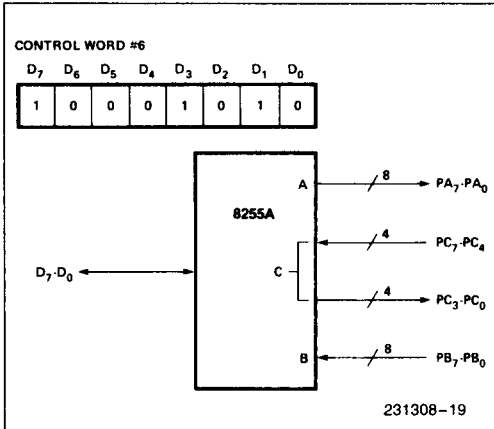 CONTROL WORD #6
D7 D6 D5 D4 D3 D2 D1 D0
1 0 0 0 1 0 1 0
A 8 PA7-PA0
8255A
4 PC7-PC4
D7-D0 C
4 PC3-PC0
B 8 PB7-PB0
231308-19